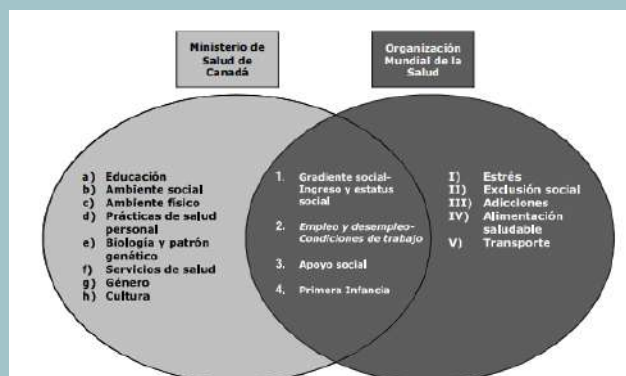 Ministerio de
Salud de
Canadá
Organización
Mundial de la
Salud
a) Educación
b) Ambiente social
c) Ambiente físico
d) Prácticas de salud
personal
e) Biología y patrón
genético
f) Servicios de salud
g) Género
h) Cultura
1. Gradiente social-
Ingreso y estatus
social
2. Empleo y desempleo-
Condiciones de trabajo
3. Apoyo social
4. Primera Infancia
I) Estrés
II) Exclusión social
III) Adicciones
IV) Alimentación
saludable
V) Transporte